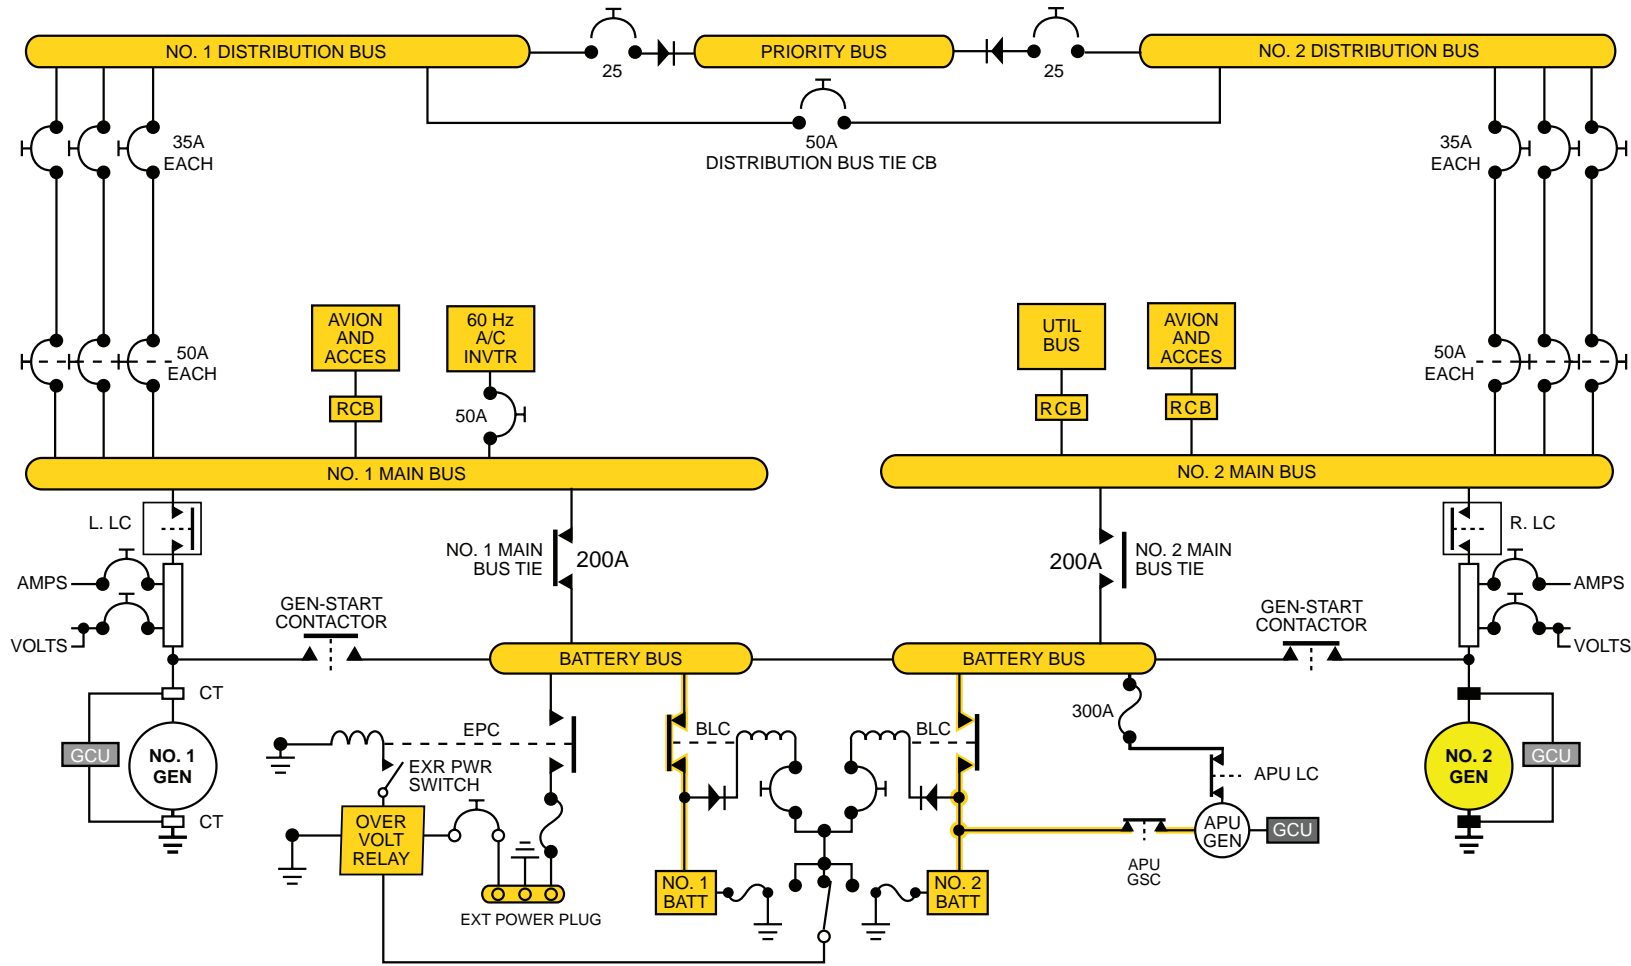 NO. 1 DISTRIBUTION BUS
PRIORITY BUS
NO. 2 DISTRIBUTION BUS
25
25
50A
DISTRIBUTION BUS TIE CB
35A
EACH
35A
EACH
50A
EACH
50A
EACH
AVION
AND
ACCES
60 Hz
A/C
INVTR
UTIL
BUS
AVION
AND
ACCES
RCB
50A
RCB
RCB
NO. 1 MAIN BUS
NO. 2 MAIN BUS
L. LC
R. LC
NO. 1 MAIN
BUS TIE
200A
200A
NO. 2 MAIN
BUS TIE
AMPS
VOLTS
AMPS
VOLTS
GEN-START
CONTACTOR
GEN-START
CONTACTOR
BATTERY BUS
BATTERY BUS
CT
GCU
NO. 1
GEN
CT
EPC
EXR PWR
SWITCH
OVER
VOLT
RELAY
EXT POWER PLUG
BLC
BLC
NO. 1
BATT
NO. 2
BATT
300A
APU LC
APU
GEN
GCU
APU
GSC
NO. 2
GEN
GCU